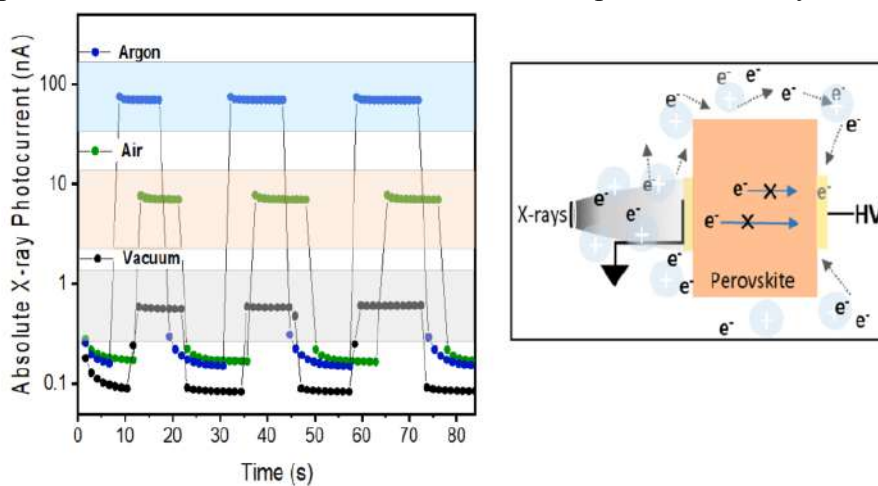 Absolute X-ray Photocurrent (nA)
100
10
1
0.1
Argon
Air
Vacuum
0 10 20 30 40 50 60 70 80
Time (s)
e⁻ e⁻
e⁻ e⁻ e⁻
e⁻
e⁻ e⁻ e⁻
X-rays e⁻ e⁻ HV
e⁻ Perovskite
e⁻ e⁻
e⁻ e⁻